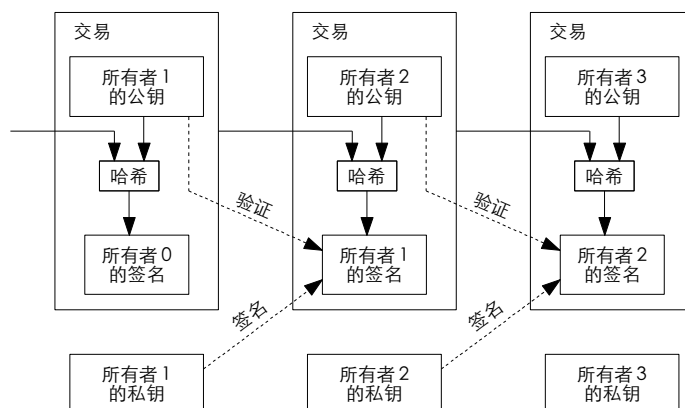 交易
交易
交易
所有者1
的公钥
所有者2
的公钥
所有者3
的公钥
哈希
哈希
哈希
验证
验证
所有者0
的签名
所有者1
的签名
所有者2
的签名
签名
签名
所有者1
的私钥
所有者2
的私钥
所有者3
的私钥